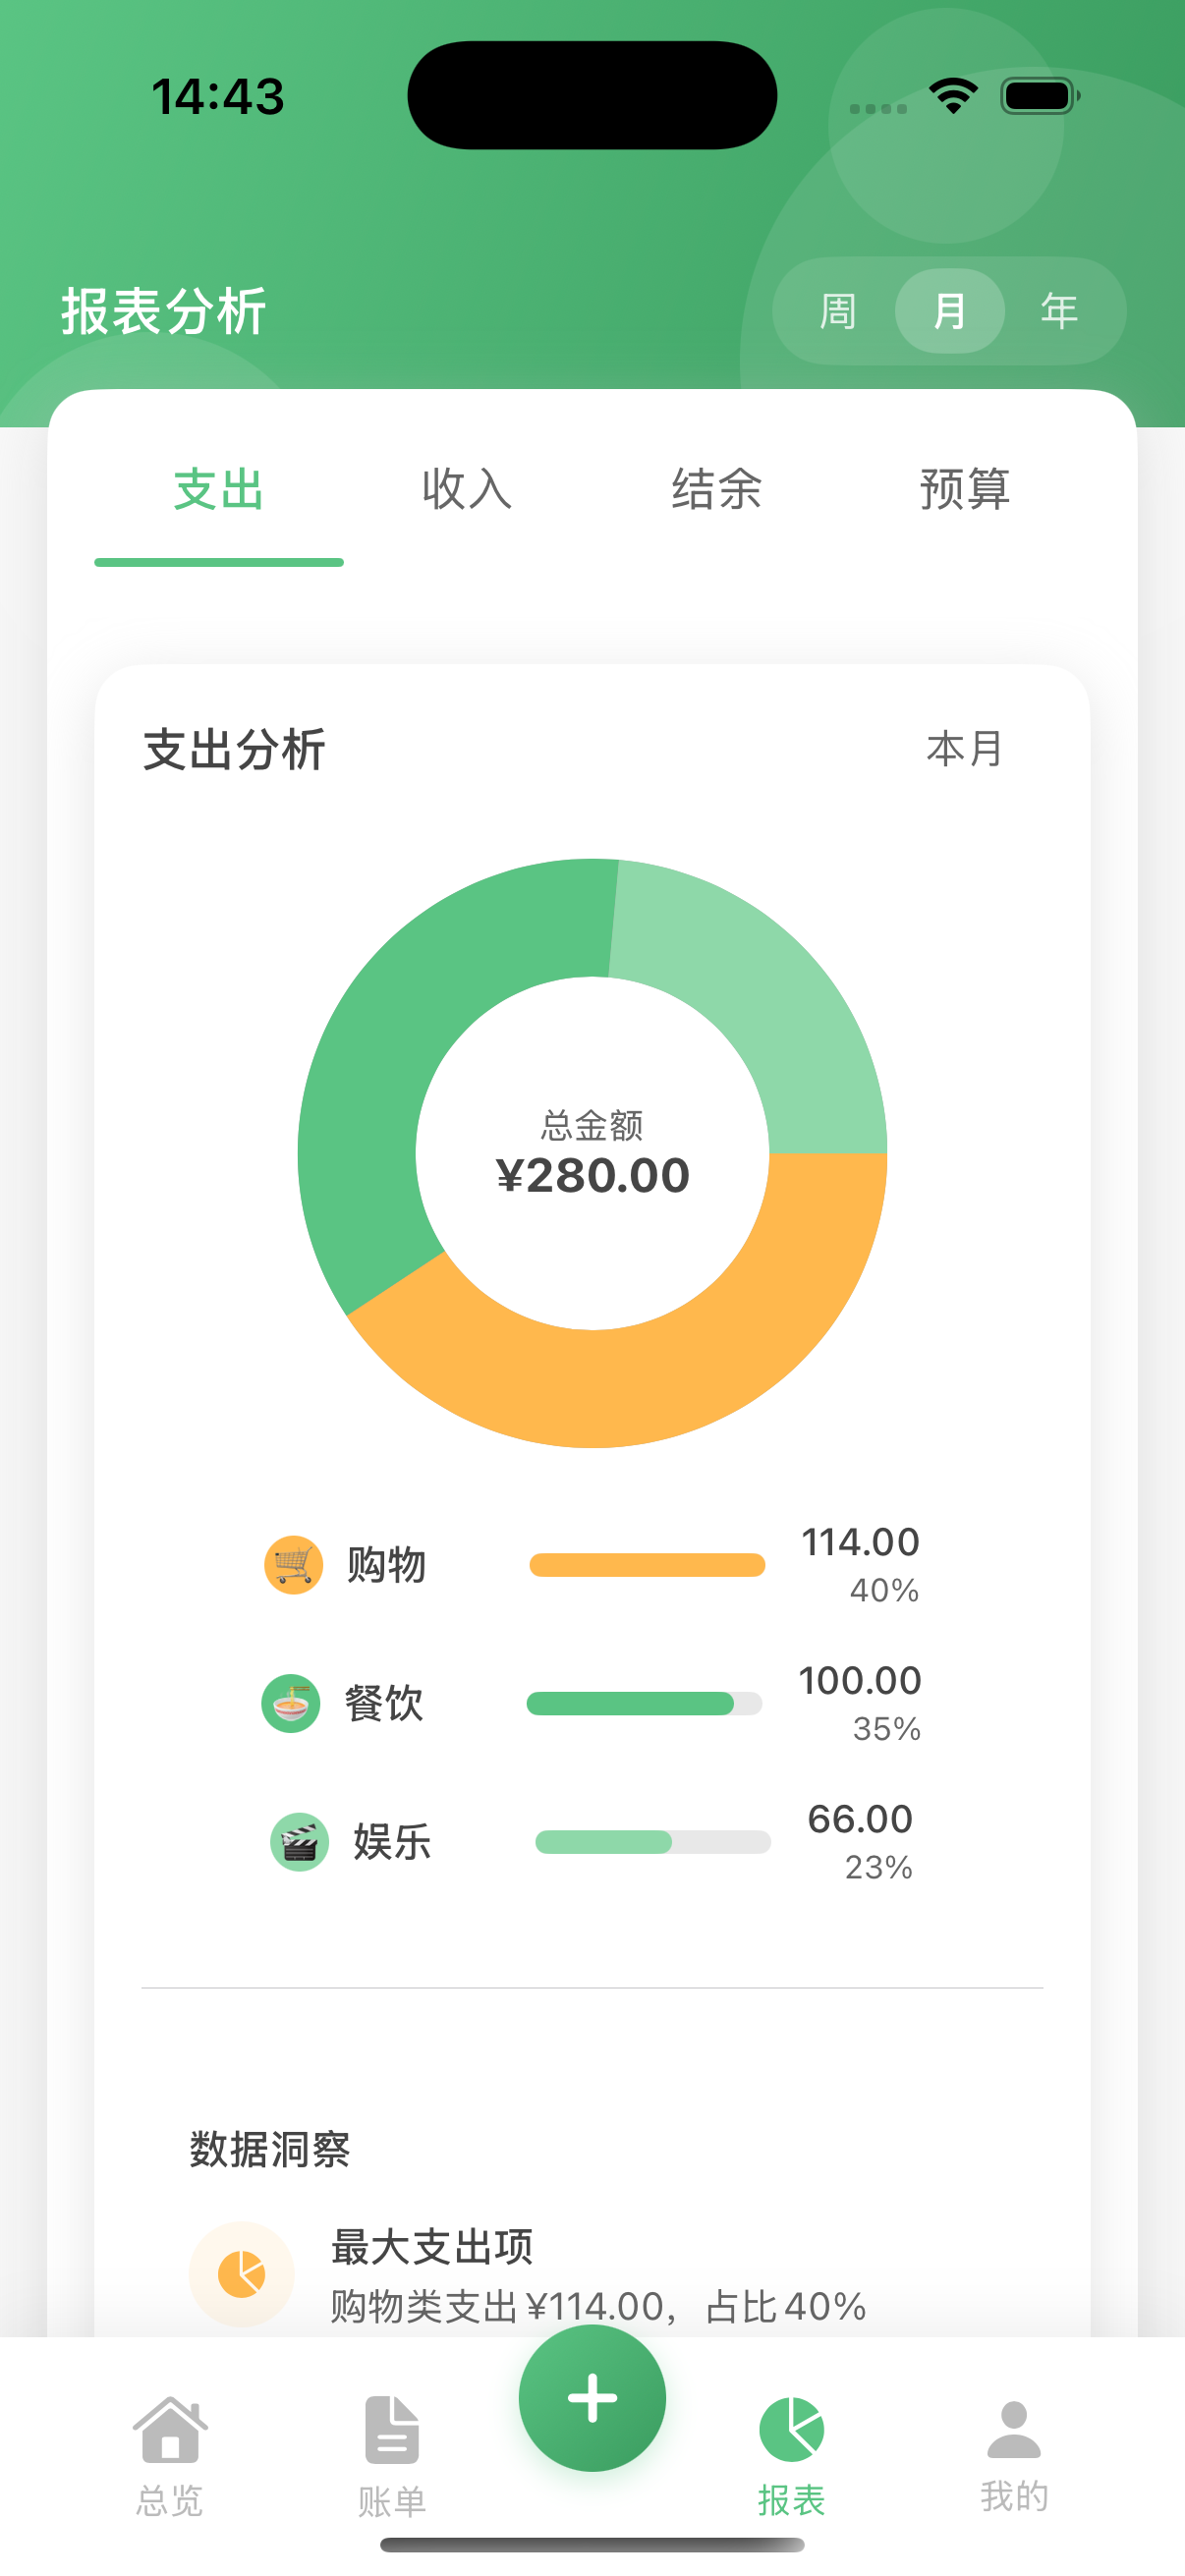 14:43
报表分析
周 月 年
支出 收入 结余 预算
支出分析 本月
总金额
¥280.00
购物 114.00
40%
餐饮 100.00
35%
娱乐 66.00
23%
数据洞察
最大支出项
购物类支出 ¥114.00，占比 40%
总览 账单 报表 我的